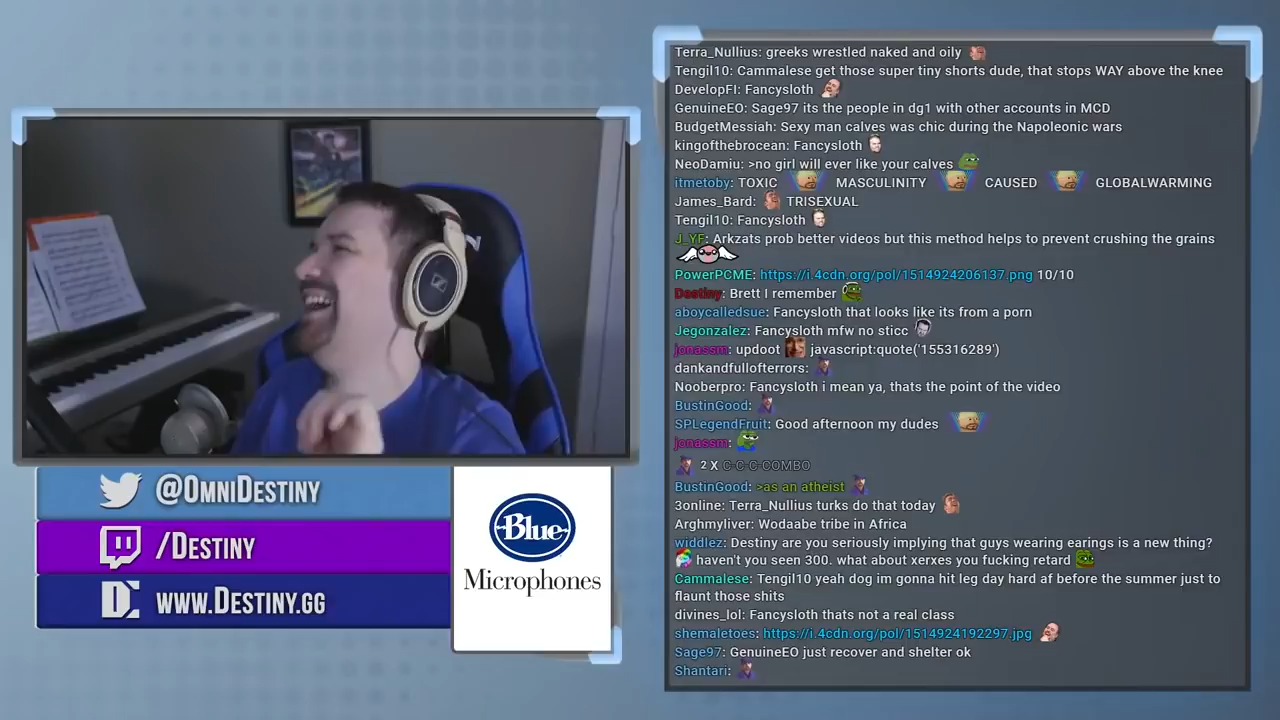 Terra_Nullius: greeks wrestled naked and oily
Tengil10: Cammalese get those super tiny shorts dude, that stops WAY above the knee
DevelopFI: Fancysloth
GenuineEO: Sage97 its the people in dg1 with other accounts in MCD
BudgetMessiah: Sexy man calves was chic during the Napoleonic wars
kingofthebrocean: Fancysloth
NeoDamiu: >no girl will ever like your calves
itmetoby: TOXIC MASCULINITY CAUSED GLOBALWARMING
James_Bard: TRISEXUAL
Tengil10: Fancysloth
J_YF: Arkzats prob better videos but this method helps to prevent crushing the grains
PowerPCME: https://i.4cdn.org/pol/1514924206137.png 10/10
Destiny: Brett I remember
aboycalledsue: Fancysloth that looks like its from a porn
Jegonzalez: Fancysloth mfw no sticc
jonassm: updoot javascript:quote('155316289')
dankandfullofterrors:
Nooberpro: Fancysloth i mean ya, thats the point of the video
BustinGood:
SPLegendFruit: Good afternoon my dudes
jonassm:
2 X C-C-C-COMBO
BustinGood: >as an atheist
3online: Terra_Nullius turks do that today
Arghmyliver: Wodaabe tribe in Africa
widdlez: Destiny are you seriously implying that guys wearing earings is a new thing?
haven't you seen 300. what about xerxes you fucking retard
Cammalese: Tengil10 yeah dog im gonna hit leg day hard af before the summer just to
flaunt those shits
divines_lol: Fancysloth thats not a real class
shemaletoes: https://i.4cdn.org/pol/1514924192297.jpg
Sage97: GenuineEO just recover and shelter ok
Shantari:
@OmniDestiny
/Destiny
www.Destiny.gg
Blue
Microphones